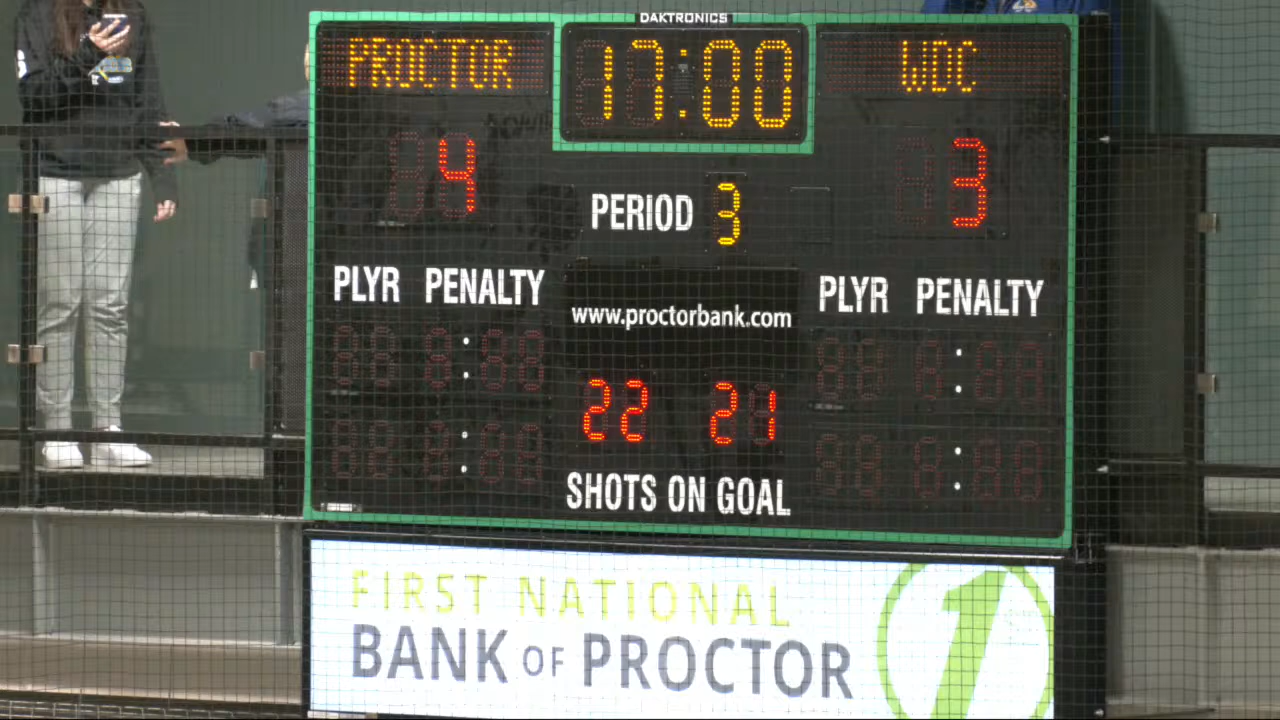 DAKTRONICS
PROCTOR 17:00 WDC
4 3
PERIOD 3
PLYR PENALTY PLYR PENALTY
www.proctorbank.com
22 21
SHOTS ON GOAL
FIRST NATIONAL
BANK OF PROCTOR
1